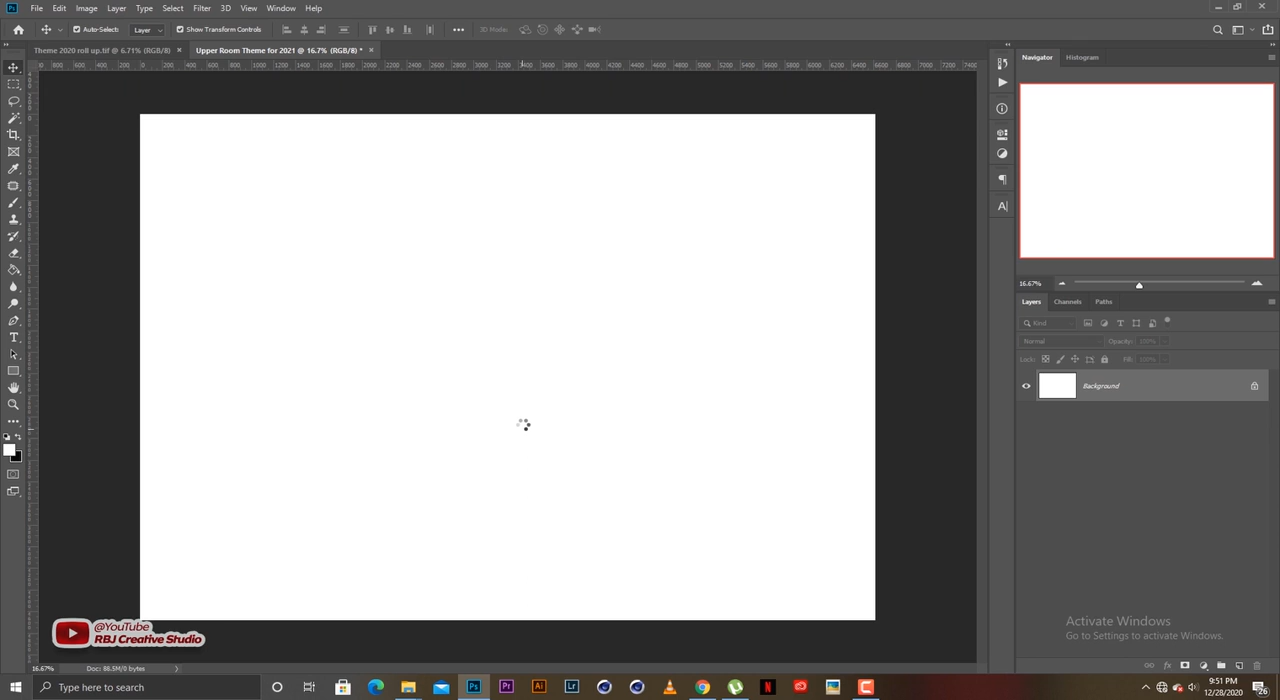 File Edit Image Layer Type Select Filter 3D View Window Help
Auto-Select: Layer Show Transform Controls 3D Mode:
Theme 2020 roll up.tif @ 6.71% (RGB/8) × Upper Room Theme for 2021 @ 16.7% (RGB/8) * ×
Navigator Histogram
16.67%
Layers Channels Paths
Kind
Normal Opacity: 100%
Lock: Fill: 100%
Background
@YouTube
RBJ Creative Studio
Activate Windows
Go to Settings to activate Windows.
16.67% Doc: 88.5M/0 bytes
Type here to search
9:51 PM
12/28/2020
26